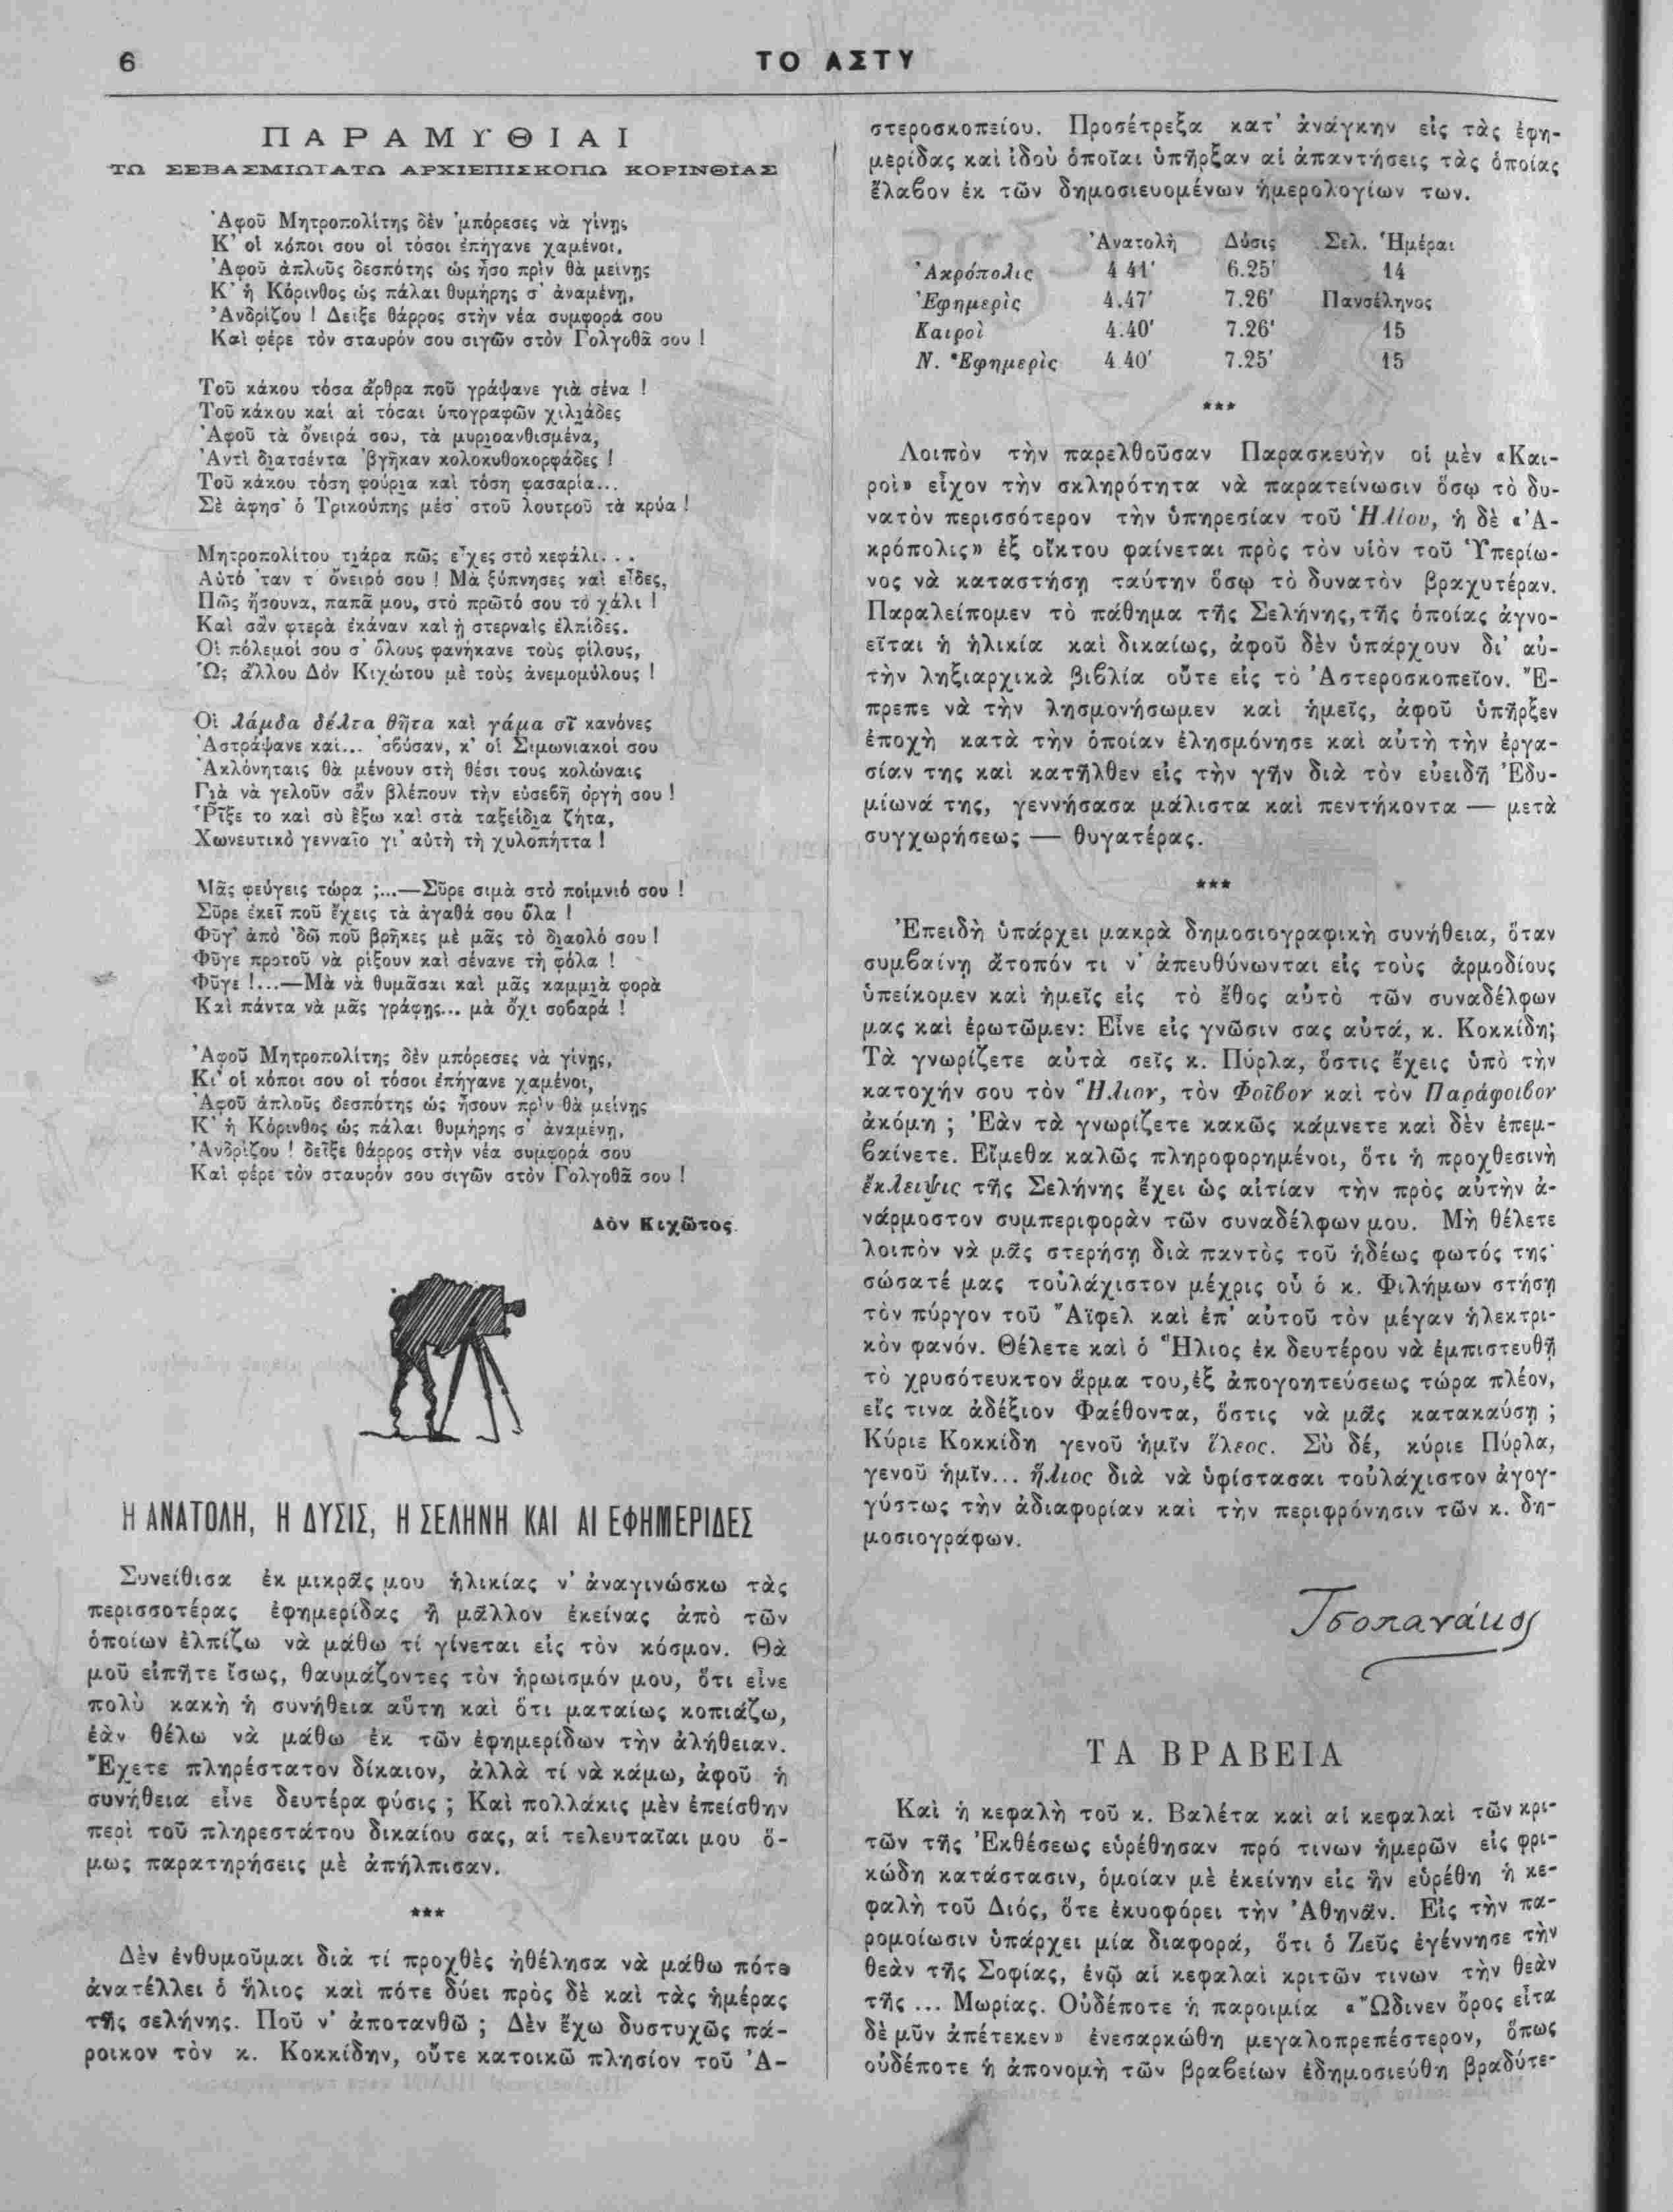 6
ΤΟ ΑΣΤΥ
ΠΑΡΑΜΥΘΙΑΙ
ΤΩ ΣΕΒΑΣΜΙΩΤΑΤΩ ΑΡΧΙΕΠΙΣΚΟΠΩ ΚΟΡΙΝΘΙΑΣ
Ἀφοῦ Μητροπολίτης δὲν ᾽μπόρεσες νὰ γίνῃς
Κ᾽ οἱ κόποι σου οἱ τόσοι ἐπήγανε χαμένοι,
Ἀφοῦ ἁπλοῦς δεσπότης ὡς ἦσο πρὶν θὰ μείνῃς
Κ᾽ ἡ Κόρινθος ὡς πάλαι θυμήρης σ᾽ ἀναμένῃ,
Ἀνδρίζου ! Δεῖξε θάρρος στὴν νέα συμφορά σου
Καὶ φέρε τὸν σταυρόν σου σιγῶν στὸν Γολγοθᾶ σου !
Τοῦ κάκου τόσα ἄρθρα ποῦ γράψανε γιὰ σένα !
Τοῦ κάκου καὶ αἱ τόσαι ὑπογραφῶν χιλιάδες
Ἀφοῦ τὰ ὄνειρά σου, τὰ μυριοανθισμένα,
Ἀντὶ διατσέντα ᾽βγῆκαν κολοκυθοκορφάδες !
Τοῦ κάκου τόση φούρια καὶ τόση φασαρία...
Σὲ ἄφησ᾽ ὁ Τρικούπης μέσ᾽ στοῦ λουτροῦ τὰ κρύα !
Μητροπολίτου τιάρα πῶς εἶχες στὸ κεφάλι...
Αὐτό ᾽ταν τ᾽ ὄνειρό σου ! Μὰ ξύπνησες καὶ εἶδες,
Πῶς ἤσουνα, παπᾶ μου, στὸ πρῶτό σου τὸ χάλι !
Καὶ σἂν φτερὰ ἐκάναν καὶ ᾑ στερναὶς ἐλπίδες.
Οἱ πόλεμοί σου σ᾽ ὅλους φανήκανε τοὺς φίλους,
Ὡς ἄλλου Δὸν Κιχώτου μὲ τοὺς ἀνεμομύλους !
Οἱ λάμδα δέλτα θῆτα καὶ γάμα σῖ κανόνες
Ἀστράψανε καὶ... ᾽σβύσαν, κ᾽ οἱ Σιμωνιακοί σου
Ἀκλόνηταις θὰ μένουν στὴ θέσι τους κολώναις
Γιὰ νὰ γελοῦν σἂν βλέπουν τὴν εὐσεβῆ ὀργή σου !
Ῥῖξε το καὶ σὺ ἔξω καὶ στὰ ταξείδια ζήτα,
Χωνευτικὸ γενναῖο γι᾽ αὐτὴ τὴ χυλοπήττα !
Μᾶς φεύγεις τώρα ;...—Σῦρε σιμὰ στὸ ποίμνιό σου !
Σῦρε ἐκεῖ ποῦ ἔχεις τὰ ἀγαθά σου ὅλα !
Φῦγ᾽ ἀπὸ ᾽δῶ ποῦ βρῆκες μὲ μᾶς τὸ διαολό σου !
Φῦγε προτοῦ νὰ ρίξουν καὶ σένανε τὴ φόλα !
Φῦγε !...—Μὰ νὰ θυμᾶσαι καὶ μᾶς καμμιὰ φορὰ
Καὶ πάντα νὰ μᾶς γράφῃς... μὰ ὄχι σοβαρά !
Ἀφοῦ Μητροπολίτης δὲν μπόρεσες νὰ γίνῃς,
Κι᾽ οἱ κόποι σου οἱ τόσοι ἐπήγανε χαμένοι,
Ἀφοῦ ἁπλοῦς δεσπότης ὡς ἤσουν πρὶν θὰ μείνῃς
Κ᾽ ἡ Κόρινθος ὡς πάλαι θυμήρης σ᾽ ἀναμένῃ,
Ἀνδρίζου ! δεῖξε θάρρος στὴν νέα συμφορά σου
Καὶ φέρε τὸν σταυρόν σου σιγῶν στὸν Γολγοθᾶ σου !
Δὸν Κιχῶτος.
Η ΑΝΑΤΟΛΗ, Η ΔΥΣΙΣ, Η ΣΕΛΗΝΗ ΚΑΙ ΑΙ ΕΦΗΜΕΡΙΔΕΣ
Συνείθισα ἐκ μικρᾶς μου ἡλικίας ν᾽ ἀναγινώσκω τὰς
περισσοτέρας ἐφημερίδας ἢ μᾶλλον ἐκείνας ἀπὸ τῶν
ὁποίων ἐλπίζω νὰ μάθω τί γίνεται εἰς τὸν κόσμον. Θὰ
μοῦ εἰπῆτε ἴσως, θαυμάζοντες τὸν ἡρωισμόν μου, ὅτι εἶνε
πολὺ κακὴ ἡ συνήθεια αὕτη καὶ ὅτι ματαίως κοπιάζω,
ἐὰν θέλω νὰ μάθω ἐκ τῶν ἐφημερίδων τὴν ἀλήθειαν.
Ἔχετε πληρέστατον δίκαιον, ἀλλὰ τί νὰ κάμω, ἀφοῦ ἡ
συνήθεια εἶνε δευτέρα φύσις ; Καὶ πολλάκις μὲν ἐπείσθην
περὶ τοῦ πληρεστάτου δικαίου σας, αἱ τελευταῖαι μου ὅ-
μως παρατηρήσεις μὲ ἀπήλπισαν.
***
Δὲν ἐνθυμοῦμαι διὰ τί προχθὲς ἠθέλησα νὰ μάθω πότε
ἀνατέλλει ὁ ἥλιος καὶ πότε δύει πρὸς δὲ καὶ τὰς ἡμέρας
τῆς σελήνης. Ποῦ ν᾽ ἀποτανθῶ ; Δὲν ἔχω δυστυχῶς πά-
ροικον τὸν κ. Κοκκίδην, οὔτε κατοικῶ πλησίον τοῦ Ἀ-
στεροσκοπείου. Προσέτρεξα κατ᾽ ἀνάγκην εἰς τὰς ἐφη-
μερίδας καὶ ἰδοὺ ὁποῖαι ὑπῆρξαν αἱ ἀπαντήσεις τὰς ὁποίας
ἔλαβον ἐκ τῶν δημοσιευομένων ἡμερολογίων των.
Ἀνατολὴ Δύσις Σελ. Ἡμέραι
Ἀκρόπολις 4 41′ 6.25′ 14
Ἐφημερὶς 4.47′ 7.26′ Πανσέληνος
Καιροὶ 4.40′ 7.26′ 15
Ν. Ἐφημερὶς 4 40′ 7.25′ 15
***
Λοιπὸν τὴν παρελθοῦσαν Παρασκευὴν οἱ μὲν «Και-
ροὶ» εἶχον τὴν σκληρότητα νὰ παρατείνωσιν ὅσῳ τὸ δυ-
νατὸν περισσότερον τὴν ὑπηρεσίαν τοῦ Ἡλίου, ἡ δὲ «Ἀ-
κρόπολις» ἐξ οἴκτου φαίνεται πρὸς τὸν υἱὸν τοῦ Ὑπερίω-
νος νὰ καταστήσῃ ταύτην ὅσῳ τὸ δυνατὸν βραχυτέραν.
Παραλείπομεν τὸ πάθημα τῆς Σελήνης, τῆς ὁποίας ἀγνο-
εῖται ἡ ἡλικία καὶ δικαίως, ἀφοῦ δὲν ὑπάρχουν δι᾽ αὐ-
τὴν ληξιαρχικὰ βιβλία οὔτε εἰς τὸ Ἀστεροσκοπεῖον. Ἔ-
πρεπε νὰ τὴν λησμονήσωμεν καὶ ἡμεῖς, ἀφοῦ ὑπῆρξεν
ἐποχὴ κατὰ τὴν ὁποίαν ἐλησμόνησε καὶ αὐτὴ τὴν ἐργα-
σίαν της καὶ κατῆλθεν εἰς τὴν γῆν διὰ τὸν εὐειδῆ Ἐδυ-
μίωνά της, γεννήσασα μάλιστα καὶ πεντήκοντα — μετὰ
συγχωρήσεως — θυγατέρας.
***
Ἐπειδὴ ὑπάρχει μακρὰ δημοσιογραφικὴ συνήθεια, ὅταν
συμβαίνῃ ἄτοπόν τι ν᾽ ἀπευθύνωνται εἰς τοὺς ἁρμοδίους
ὑπείκομεν καὶ ἡμεῖς εἰς τὸ ἔθος αὐτὸ τῶν συναδέλφων
μας καὶ ἐρωτῶμεν: Εἶνε εἰς γνῶσιν σας αὐτά, κ. Κοκκίδη;
Τὰ γνωρίζετε αὐτὰ σεῖς κ. Πύρλα, ὅστις ἔχεις ὑπὸ τὴν
κατοχήν σου τὸν Ἥλιον, τὸν Φοῖβον καὶ τὸν Παράφοιβον
ἀκόμη ; Ἐὰν τὰ γνωρίζετε κακῶς κάμνετε καὶ δὲν ἐπεμ-
βαίνετε. Εἴμεθα καλῶς πληροφορημένοι, ὅτι ἡ προχθεσινὴ
ἔκλειψις τῆς Σελήνης ἔχει ὡς αἰτίαν τὴν πρὸς αὐτὴν ἀ-
νάρμοστον συμπεριφορὰν τῶν συναδέλφων μου. Μὴ θέλετε
λοιπὸν νὰ μᾶς στερήσῃ διὰ παντὸς τοῦ ἡδέως φωτός της·
σώσατέ μας τοὐλάχιστον μέχρις οὗ ὁ κ. Φιλήμων στήσῃ
τὸν πύργον τοῦ Ἄϊφελ καὶ ἐπ᾽ αὐτοῦ τὸν μέγαν ἠλεκτρι-
κὸν φανόν. Θέλετε καὶ ὁ Ἥλιος ἐκ δευτέρου νὰ ἐμπιστευθῇ
τὸ χρυσότευκτον ἅρμα του, ἐξ ἀπογοητεύσεως τώρα πλέον,
εἴς τινα ἀδέξιον Φαέθοντα, ὅστις νὰ μᾶς κατακαύσῃ ;
Κύριε Κοκκίδη γενοῦ ἡμῖν ἵλεος. Σὺ δέ, κύριε Πύρλα,
γενοῦ ἡμῖν... ἥλιος διὰ νὰ ὑφίστασαι τοὐλάχιστον ἀγογ-
γύστως τὴν ἀδιαφορίαν καὶ τὴν περιφρόνησιν τῶν κ. δη-
μοσιογράφων.
Τσοπανάκος
ΤΑ ΒΡΑΒΕΙΑ
Καὶ ἡ κεφαλὴ τοῦ κ. Βαλέτα καὶ αἱ κεφαλαὶ τῶν κρι-
τῶν τῆς Ἐκθέσεως εὑρέθησαν πρό τινων ἡμερῶν εἰς φρι-
κώδη κατάστασιν, ὁμοίαν μὲ ἐκείνην εἰς ἣν εὑρέθη ἡ κε-
φαλὴ τοῦ Διός, ὅτε ἐκυοφόρει τὴν Ἀθηνᾶν. Εἰς τὴν πα-
ρομοίωσιν ὑπάρχει μία διαφορά, ὅτι ὁ Ζεῦς ἐγέννησε τὴν
θεὰν τῆς Σοφίας, ἐνῷ αἱ κεφαλαὶ κριτῶν τινων τὴν θεὰν
τῆς ... Μωρίας. Οὐδέποτε ἡ παροιμία «Ὤδινεν ὄρος εἶτα
δὲ μῦν ἀπέτεκεν» ἐνεσαρκώθη μεγαλοπρεπέστερον, ὅπως
οὐδέποτε ἡ ἀπονομὴ τῶν βραβείων ἐδημοσιεύθη βραδύτε-